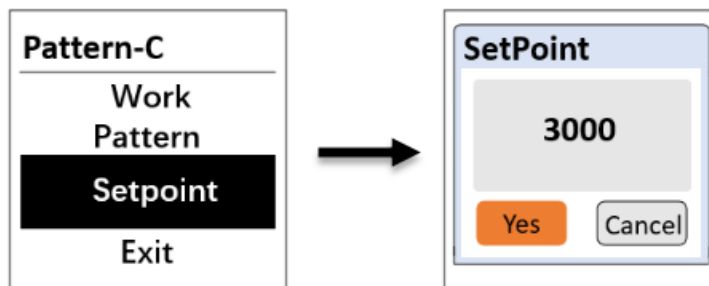 Pattern-C
Work
Pattern
Setpoint
Exit
SetPoint
3000
Yes
Cancel